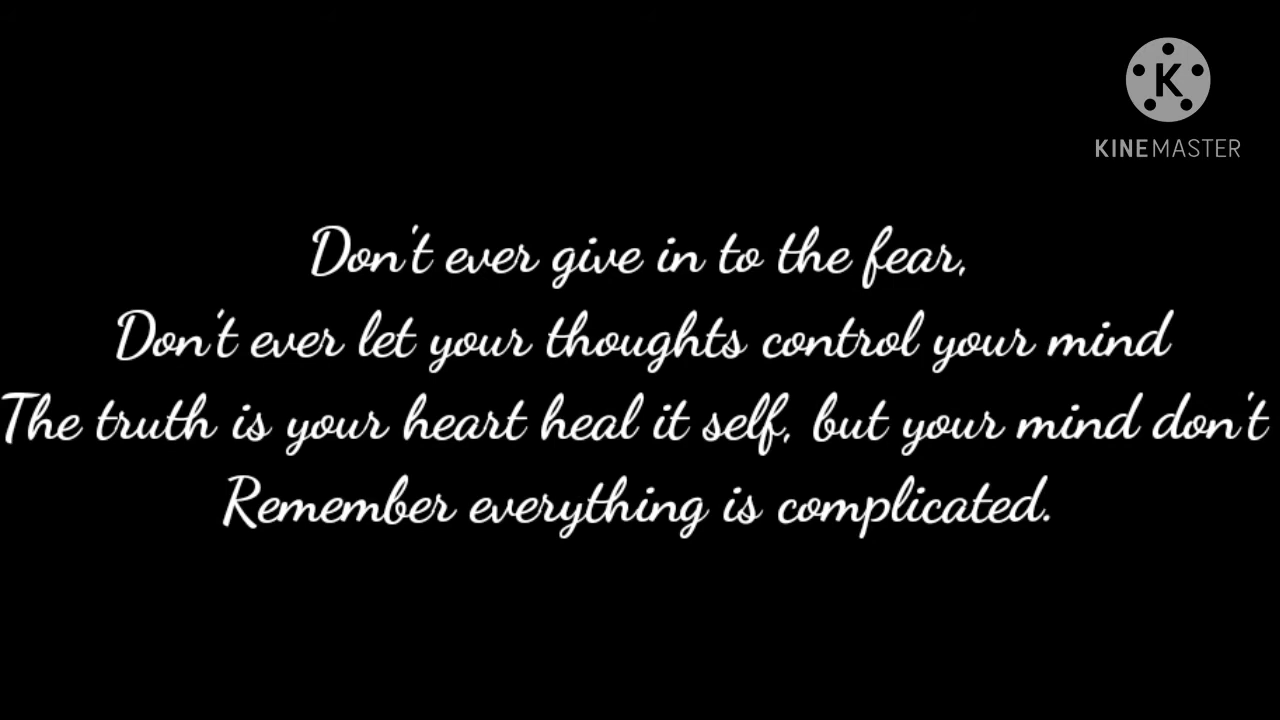 K
KINEMASTER
Don't ever give in to the fear,
Don't ever let your thoughts control your mind
The truth is your heart heal it self, but your mind don't
Remember everything is complicated.